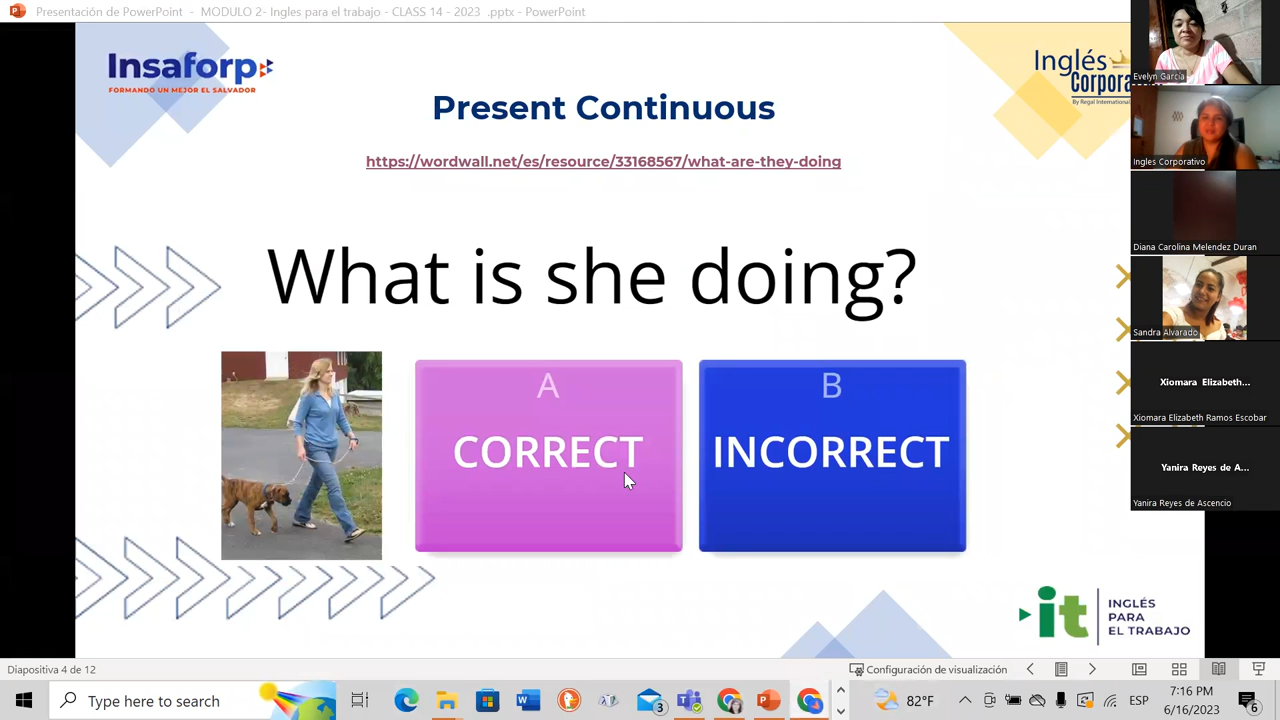 Presentación de PowerPoint - MODULO 2- Ingles para el trabajo - CLASS 14 - 2023 .pptx - PowerPoint
Insaforp
FORMANDO UN MEJOR EL SALVADOR
Inglés
Corpora
By Regal International
Present Continuous
https://wordwall.net/es/resource/33168567/what-are-they-doing
What is she doing?
A
CORRECT
B
INCORRECT
it
INGLÉS
PARA
EL TRABAJO
Evelyn García
Ingles Corporativo
Diana Carolina Melendez Duran
Sandra Alvarado
Xiomara Elizabeth...
Xiomara Elizabeth Ramos Escobar
Yanira Reyes de A...
Yanira Reyes de Ascencio
Diapositiva 4 de 12
Configuración de visualización
Type here to search
3
82°F
ESP
7:16 PM
6/16/2023
6